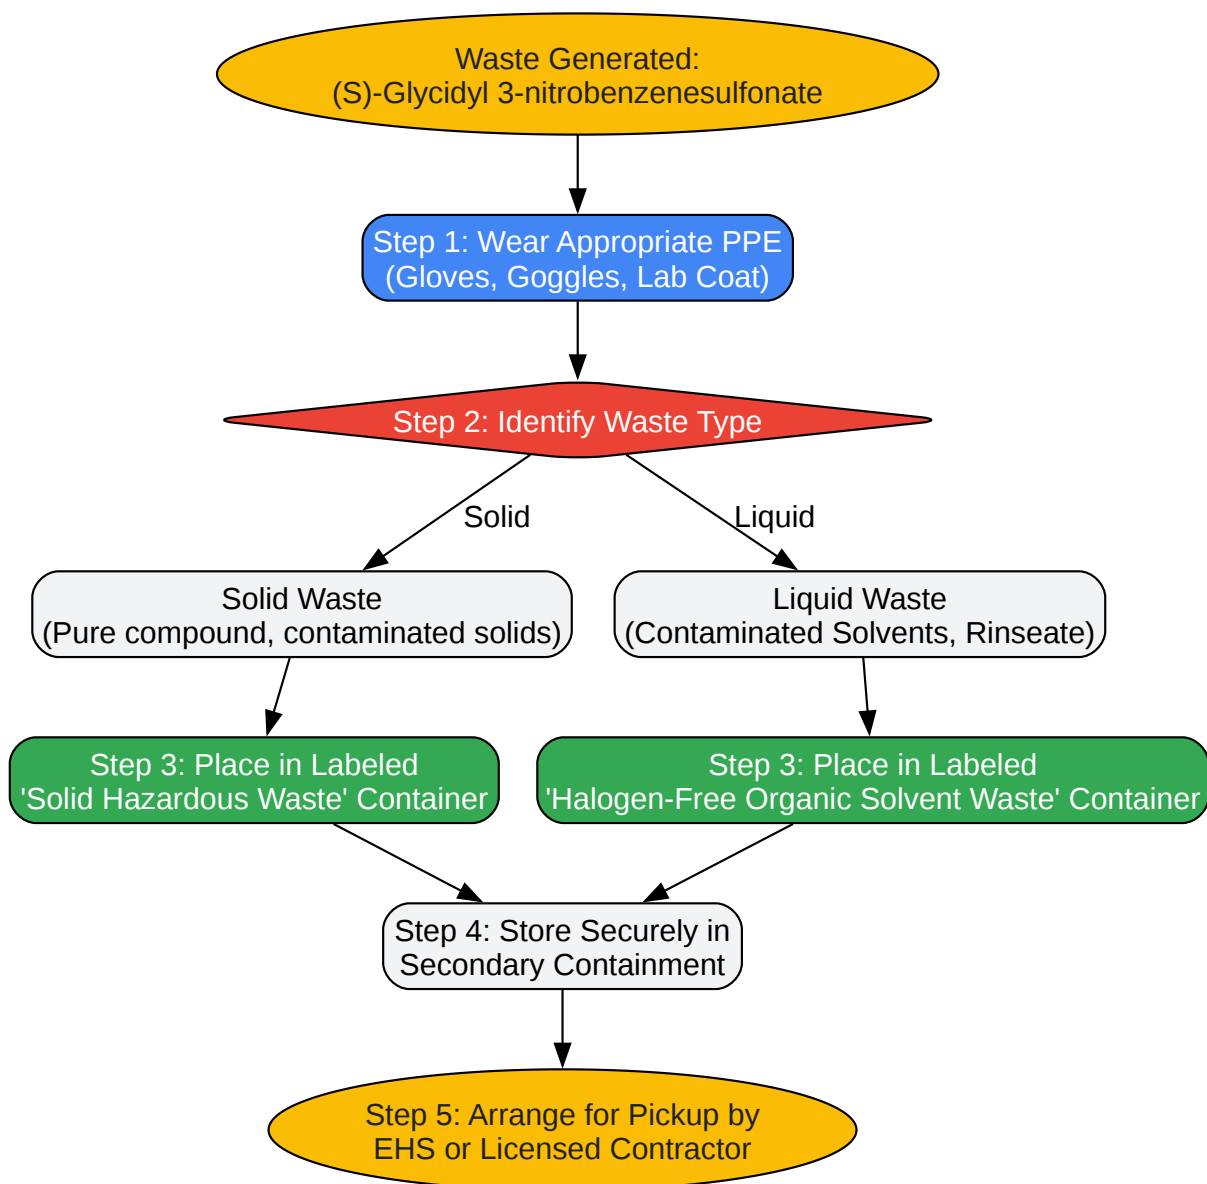 Waste Generated:
(S)-Glycidyl 3-nitrobenzenesulfonate
Step 1: Wear Appropriate PPE
(Gloves, Goggles, Lab Coat)
Step 2: Identify Waste Type
Solid
Liquid
Solid Waste
(Pure compound, contaminated solids)
Liquid Waste
(Contaminated Solvents, Rinseate)
Step 3: Place in Labeled
'Solid Hazardous Waste' Container
Step 3: Place in Labeled
'Halogen-Free Organic Solvent Waste' Container
Step 4: Store Securely in
Secondary Containment
Step 5: Arrange for Pickup by
EHS or Licensed Contractor